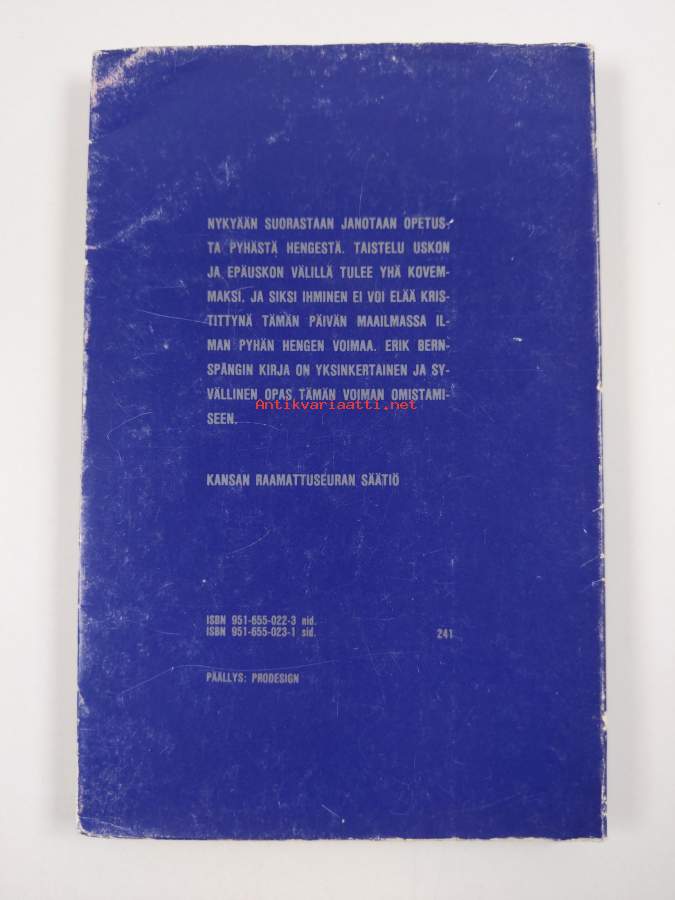 NYKYÄÄN SUORASTAAN JANOTAAN OPETUS-
TA PYHÄSTÄ HENGESTÄ. TAISTELU USKON
JA EPÄUSKON VÄLILLÄ TULEE YHÄ KOVEM-
MAKSI, JA SIKSI IHMINEN EI VOI ELÄÄ KRIS-
TITTYNÄ TÄMÄN PÄIVÄN MAAILMASSA IL-
MAN PYHÄN HENGEN VOIMAA. ERIK BERN-
SPÅNGIN KIRJA ON YKSINKERTAINEN JA SY-
VÄLLINEN OPAS TÄMÄN VOIMAN OMISTAMI-
Antikvariaatti.net
SEEN.
KANSAN RAAMATTUSEURAN SÄÄTIÖ
ISBN 951-655-022-3 nid.
ISBN 951-655-023-1 sid. 241
PÄÄLLYS: PRODESIGN